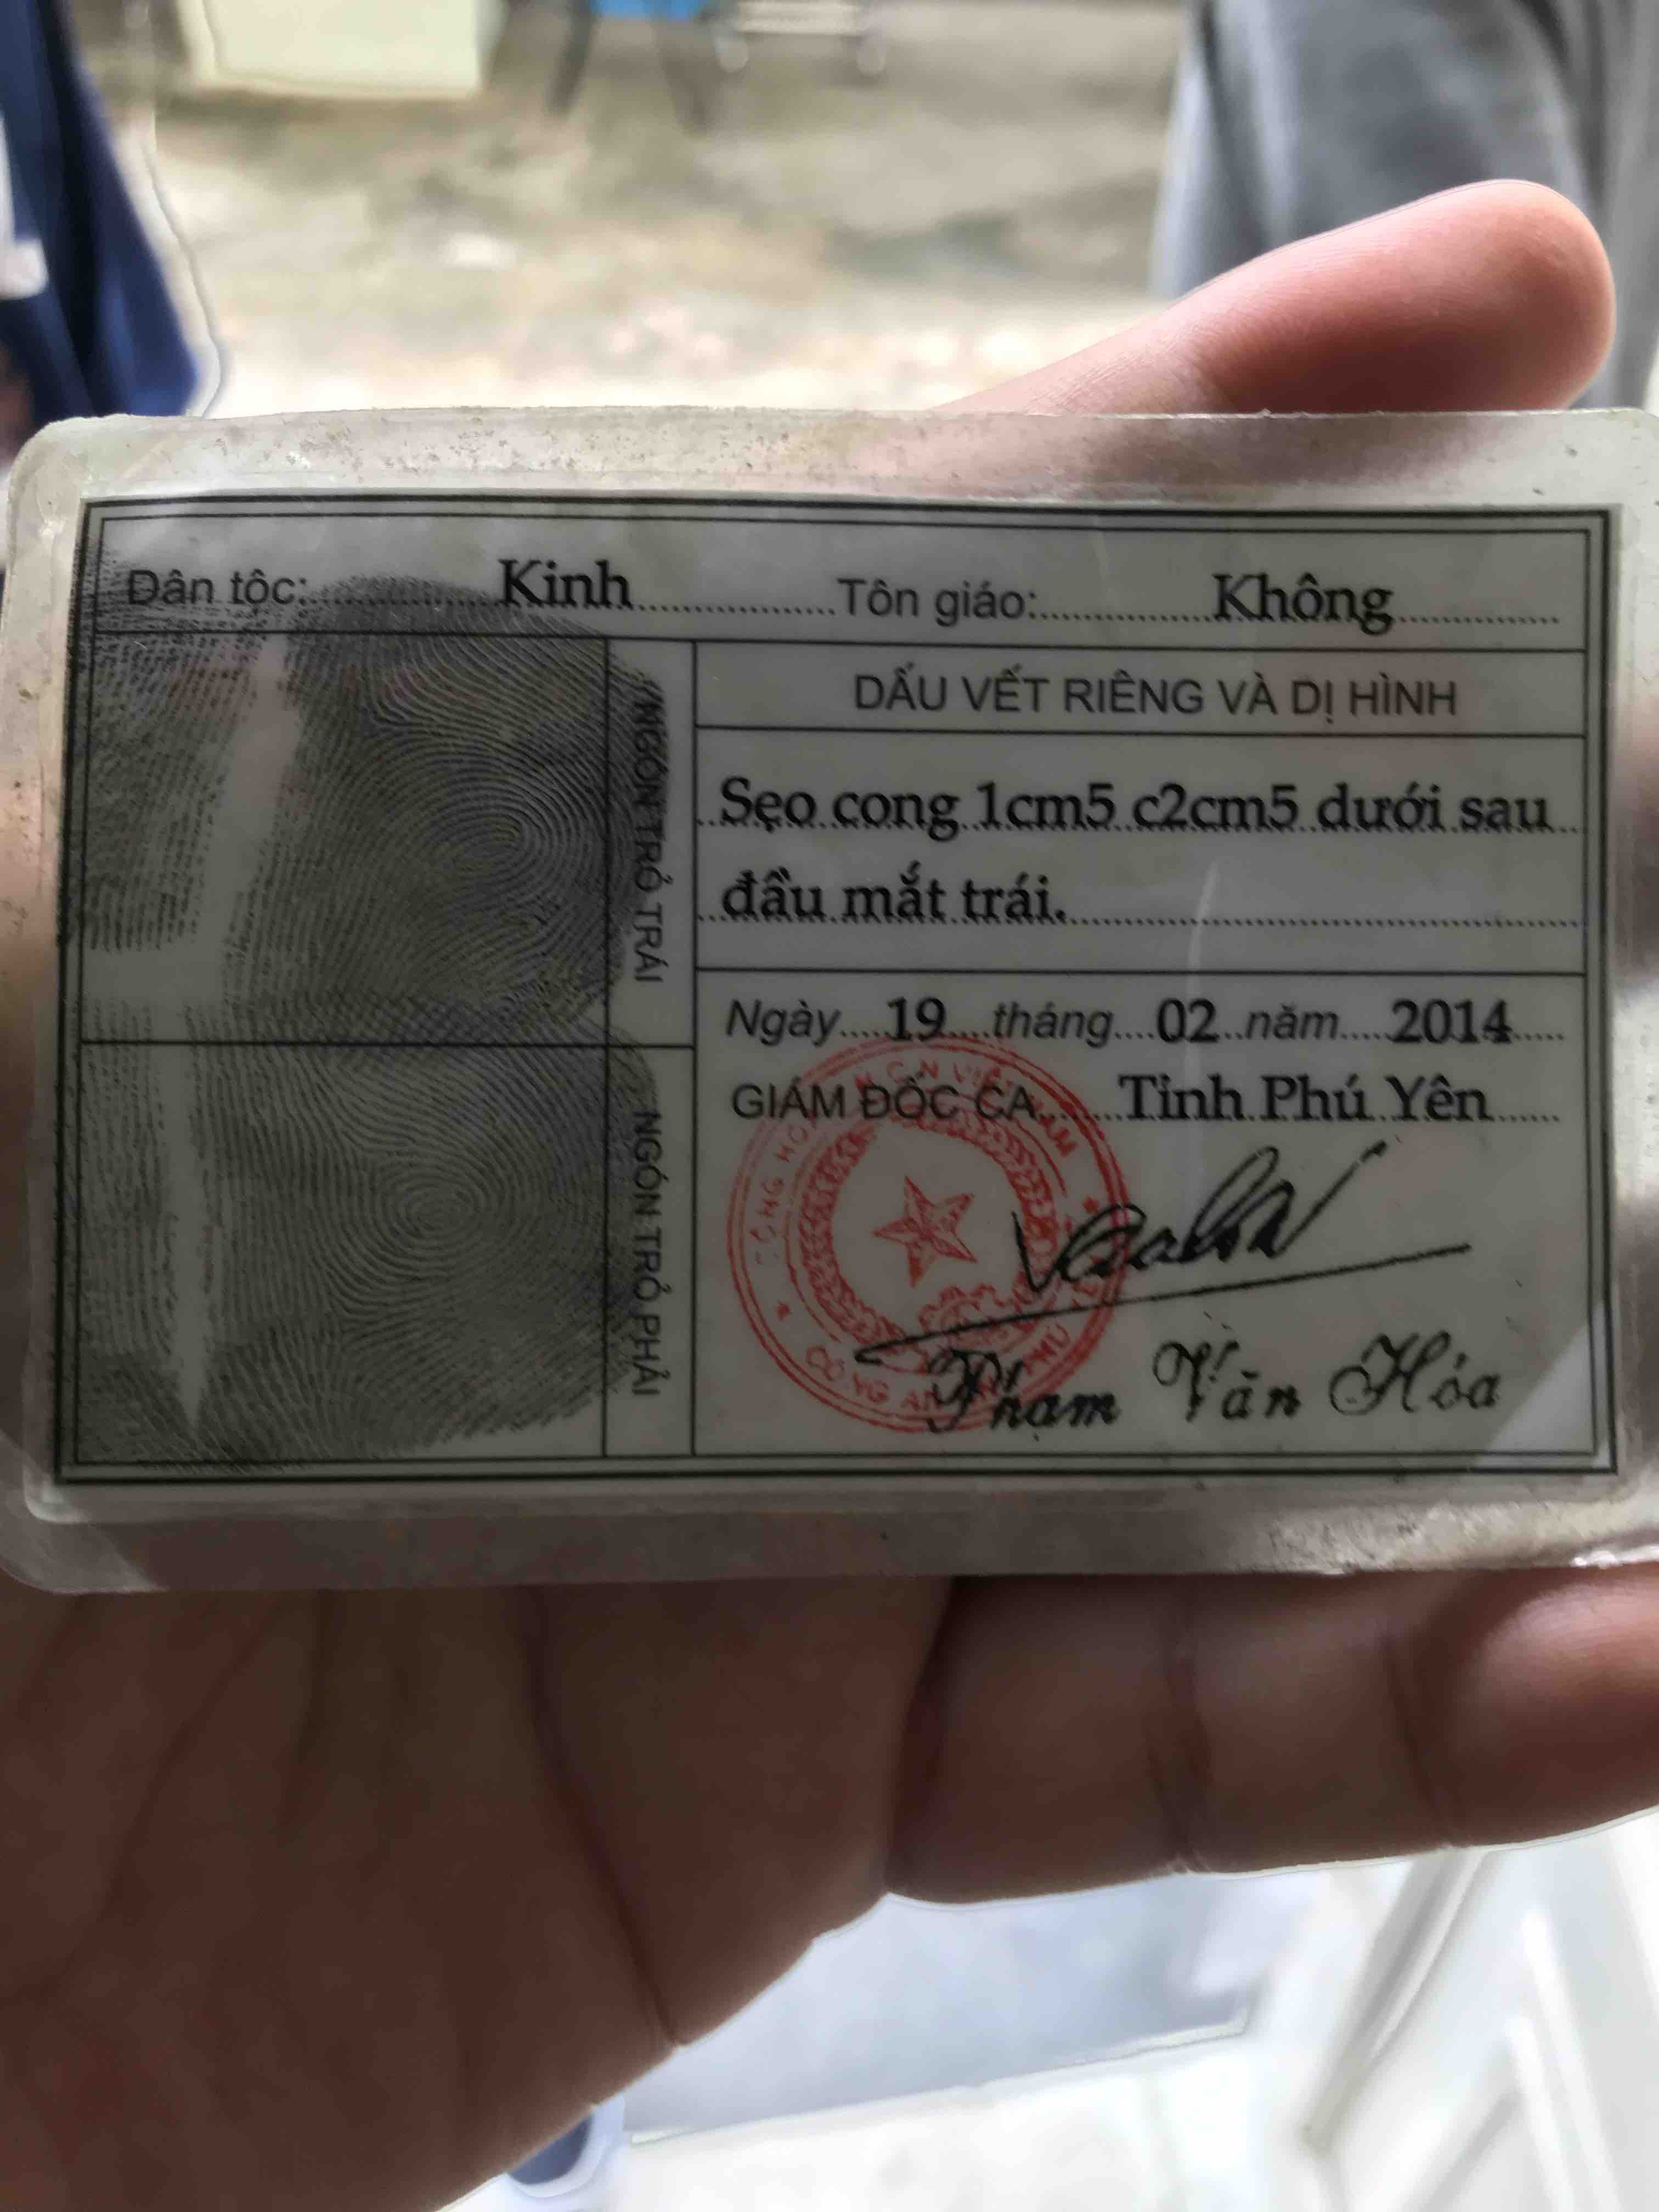 Dân tộc: Kinh Tôn giáo: Không
NGÓN TRỎ TRÁI
NGÓN TRỎ PHẢI
DẤU VẾT RIÊNG VÀ DỊ HÌNH
Sẹo cong 1cm5 c2cm5 dưới sau
đầu mắt trái.
Ngày 19 tháng 02 năm 2014
GIÁM ĐỐC CA Tỉnh Phú Yên
CÔNG AN
Phạm Văn Hóa